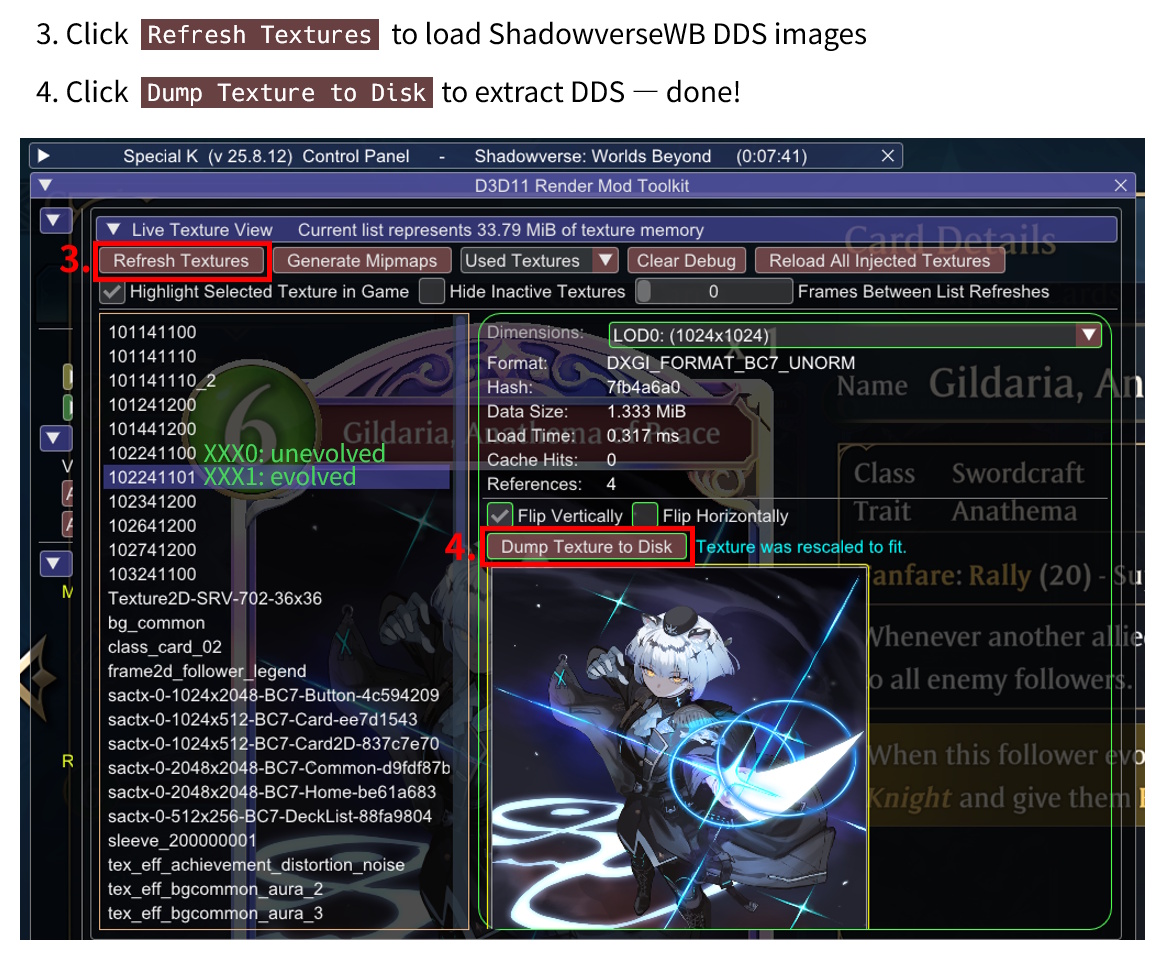 3. Click Refresh Textures to load ShadowverseWB DDS images
4. Click Dump Texture to Disk to extract DDS — done!
Special K (v 25.8.12) Control Panel - Shadowverse: Worlds Beyond (0:07:41)
D3D11 Render Mod Toolkit
Live Texture View Current list represents 33.79 MiB of texture memory
Card Details
3. Refresh Textures Generate Mipmaps Used Textures Clear Debug Reload All Injected Textures
Highlight Selected Texture in Game Hide Inactive Textures 0 Frames Between List Refreshes
101141100
101141110
101141110_2
101241200
101441200
102241100 XXX0: unevolved
102241101 XXX1: evolved
102341200
102641200
102741200
103241100
Texture2D-SRV-702-36x36
bg_common
class_card_02
frame2d_follower_legend
sactx-0-1024x2048-BC7-Button-4c594209
sactx-0-1024x512-BC7-Card-ee7d1543
sactx-0-1024x512-BC7-Card2D-837c7e70
sactx-0-2048x2048-BC7-Common-d9fdf87b
sactx-0-2048x2048-BC7-Home-be61a683
sactx-0-512x256-BC7-DeckList-88fa9804
sleeve_200000001
tex_eff_achievement_distortion_noise
tex_eff_bgcommon_aura_2
tex_eff_bgcommon_aura_3
6
Gildaria, Anathema of Peace
Dimensions: LOD0: (1024x1024)
Format: DXGI_FORMAT_BC7_UNORM
Hash: 7fb4a6a0
Data Size: 1.333 MiB
Load Time: 0.317 ms
Cache Hits: 0
References: 4
Flip Vertically Flip Horizontally
4. Dump Texture to Disk Texture was rescaled to fit.
Name Gildaria, An
Class Swordcraft
Trait Anathema
anfare: Rally (20) - Su
Whenever another allie
o all enemy followers.
When this follower evo
Knight and give them